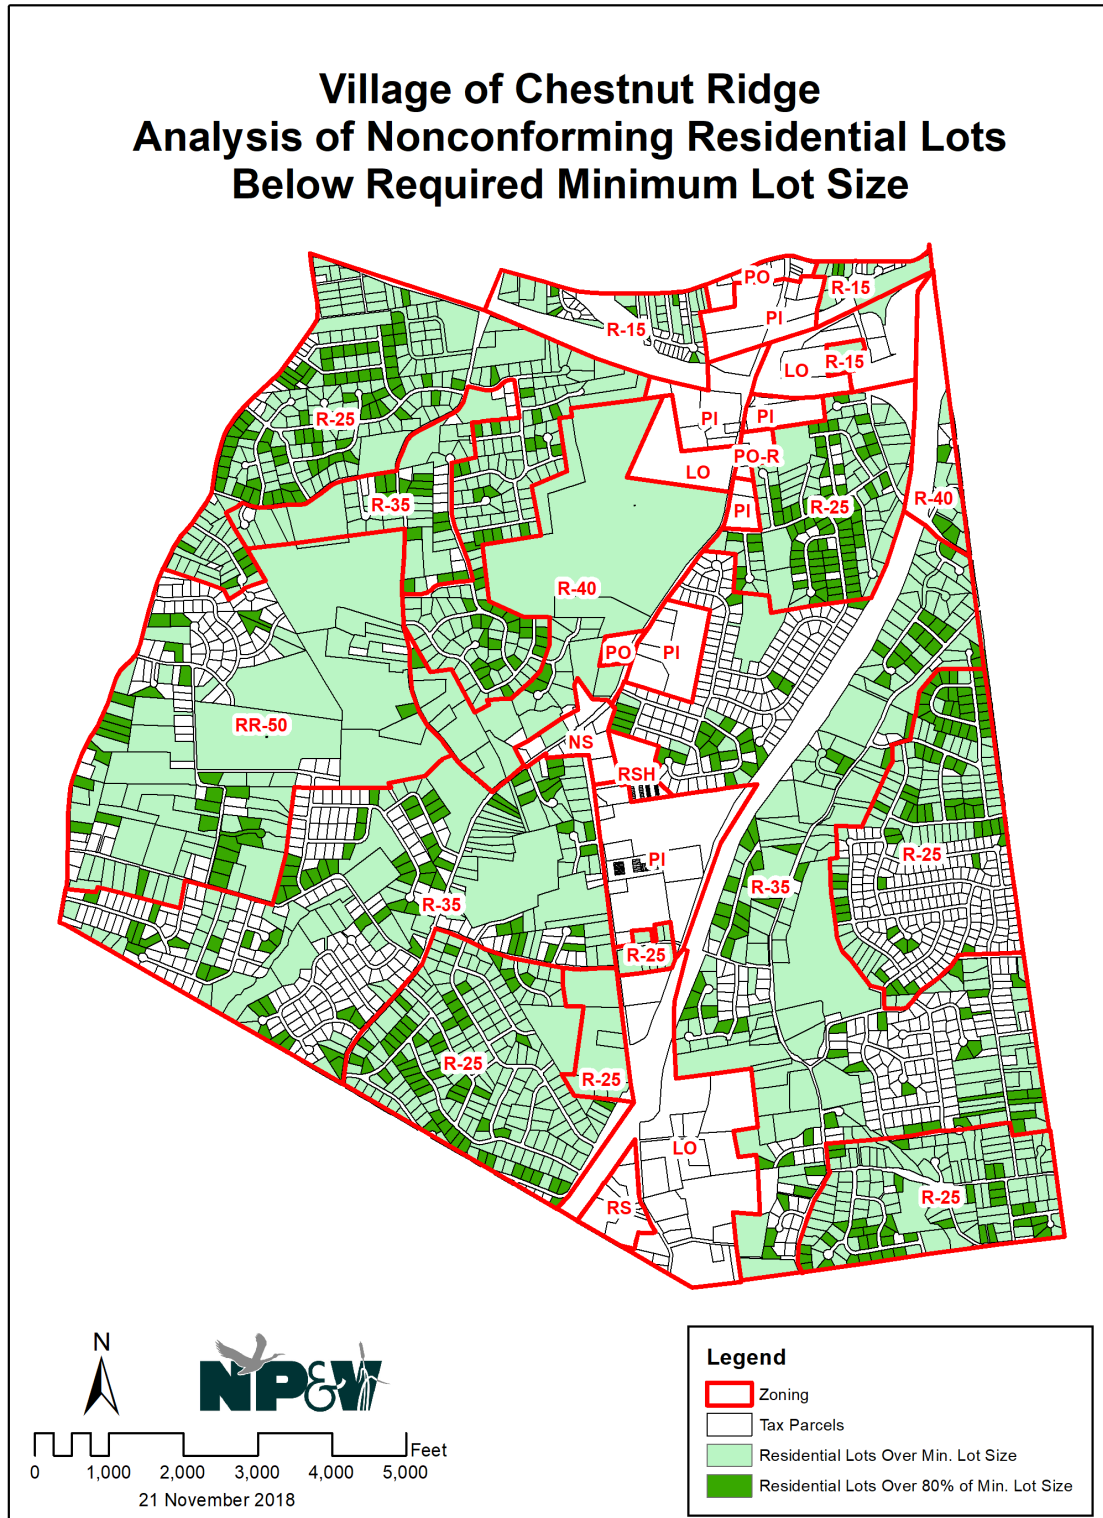 Village of Chestnut Ridge
Analysis of Nonconforming Residential Lots
Below Required Minimum Lot Size
PO
R-15
PI
R-15
LO
R-15
R-25
PI
PI
PO-R
LO
R-35
PI
R-25
R-40
R-40
PO
PI
RR-50
NS
RSH
PI
R-25
R-35
R-35
R-25
R-25
R-25
LO
R-25
RS
N
NP&W
Feet
0 1,000 2,000 3,000 4,000 5,000
21 November 2018
Legend
Zoning
Tax Parcels
Residential Lots Over Min. Lot Size
Residential Lots Over 80% of Min. Lot Size